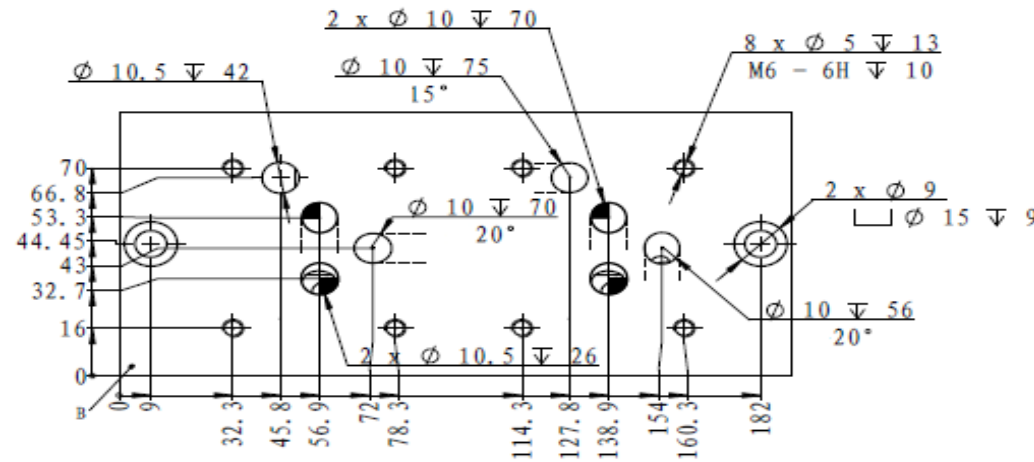 2 x Ø 10 ↧ 70
8 x Ø 5 ↧ 13
M6 - 6H ↧ 10
Ø 10.5 ↧ 42
Ø 10 ↧ 75
15°
2 x Ø 9
⌴ Ø 15 ↧ 9
Ø 10 ↧ 70
20°
Ø 10 ↧ 56
20°
2 x Ø 10.5 ↧ 26
70
66.8
53.3
44.45
43
32.7
16
0
B
0 9 32.3 45.8 56.9 72 78.3 114.3 127.8 138.9 154 160.3 182